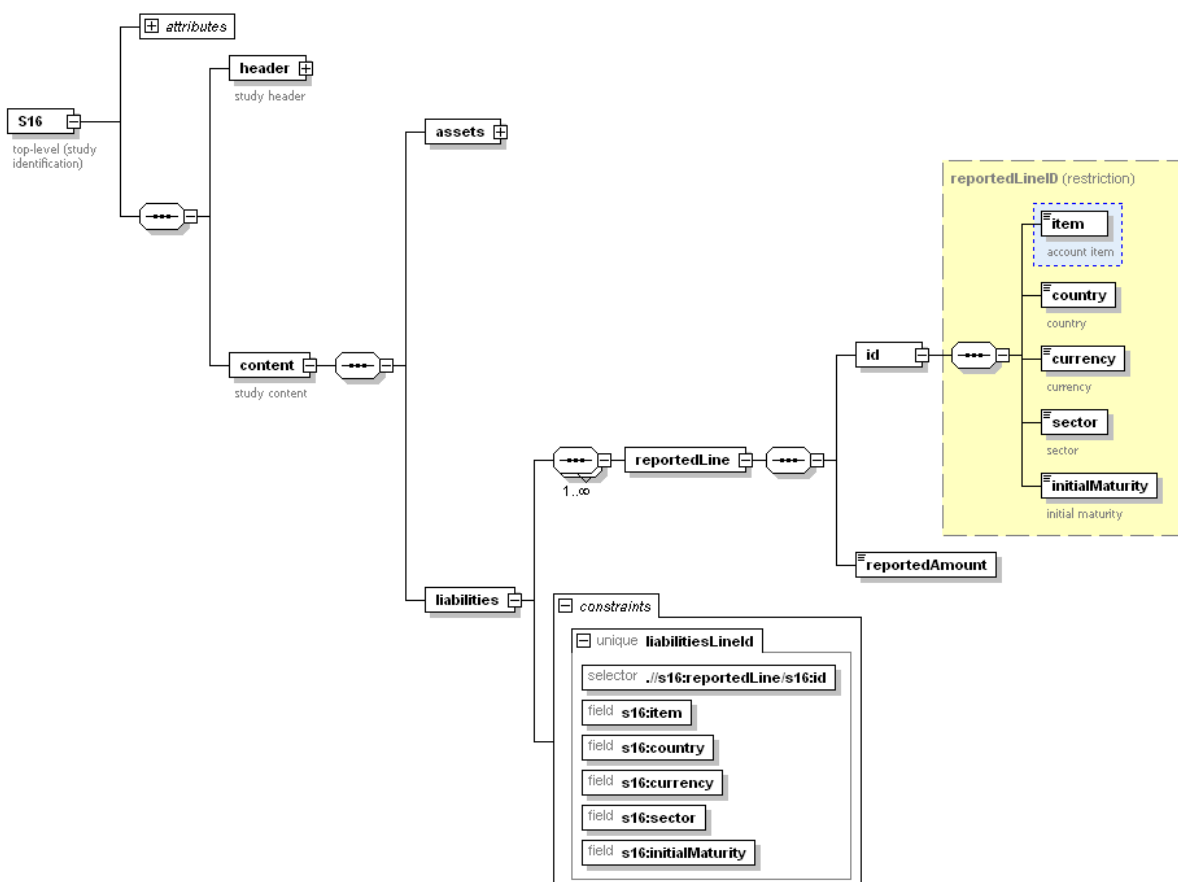 attributes
header
study header
S16
top-level (study
identification)
assets
reportedLineID (restriction)
item
account item
country
country
id
currency
content
currency
study content
sector
sector
reportedLine
1..∞
initialMaturity
initial maturity
reportedAmount
liabilities
constraints
unique liabilitiesLineId
selector .//s16:reportedLine/s16:id
field s16:item
field s16:country
field s16:currency
field s16:sector
field s16:initialMaturity